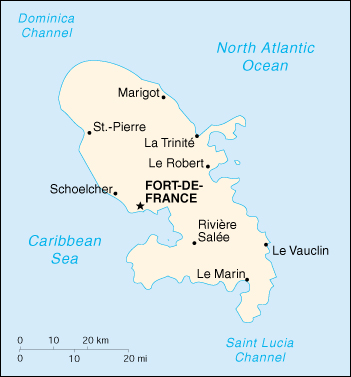 Dominica
Channel
North Atlantic
Ocean
Marigot
St.-Pierre
La Trinité
Le Robert
Schoelcher
FORT-DE-
FRANCE
Rivière
Salée
Caribbean
Sea
Le Vauclin
Le Marin
0 10 20 km
0 10 20 mi
Saint Lucia
Channel